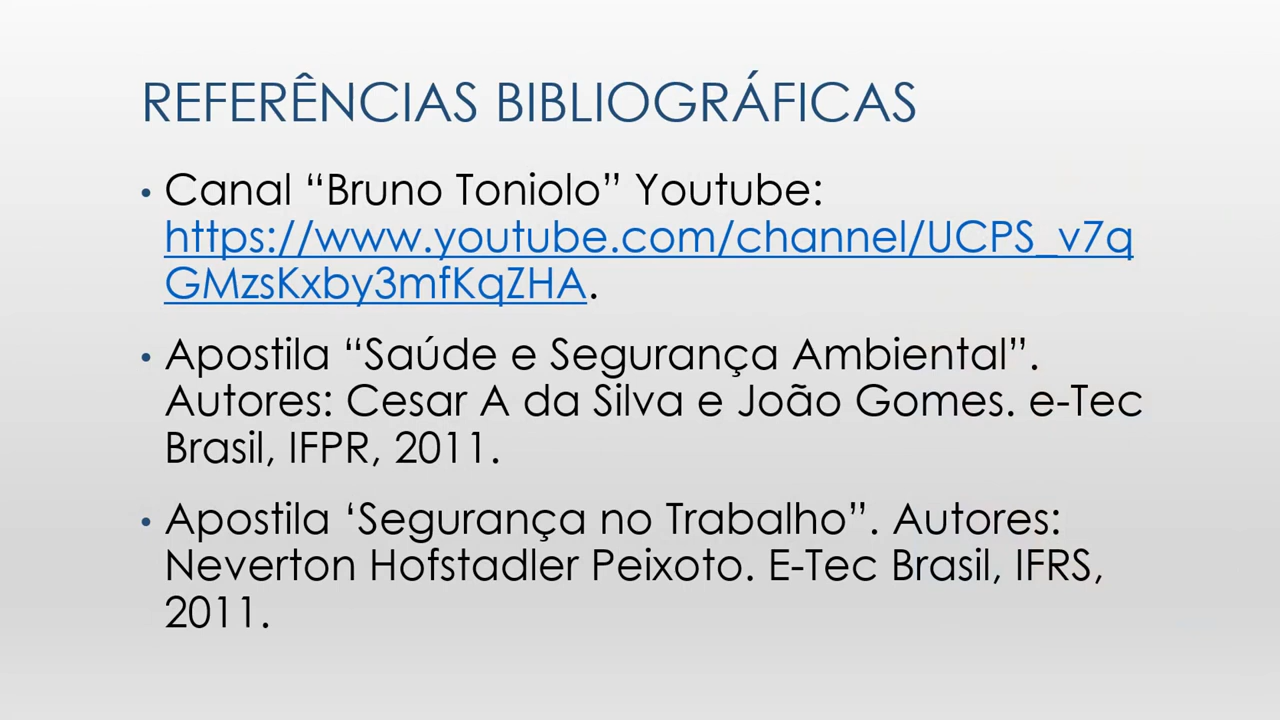 REFERÊNCIAS BIBLIOGRÁFICAS
• Canal “Bruno Toniolo” Youtube:
https://www.youtube.com/channel/UCPS_v7q
GMzsKxby3mfKqZHA.
• Apostila “Saúde e Segurança Ambiental”.
Autores: Cesar A da Silva e João Gomes. e-Tec
Brasil, IFPR, 2011.
• Apostila ‘Segurança no Trabalho”. Autores:
Neverton Hofstadler Peixoto. E-Tec Brasil, IFRS,
2011.